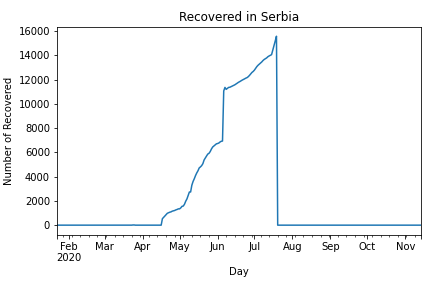 Recovered in Serbia
Number of Recovered
16000
14000
12000
10000
8000
6000
4000
2000
0
Feb Mar Apr May Jun Jul Aug Sep Oct Nov
2020
Day